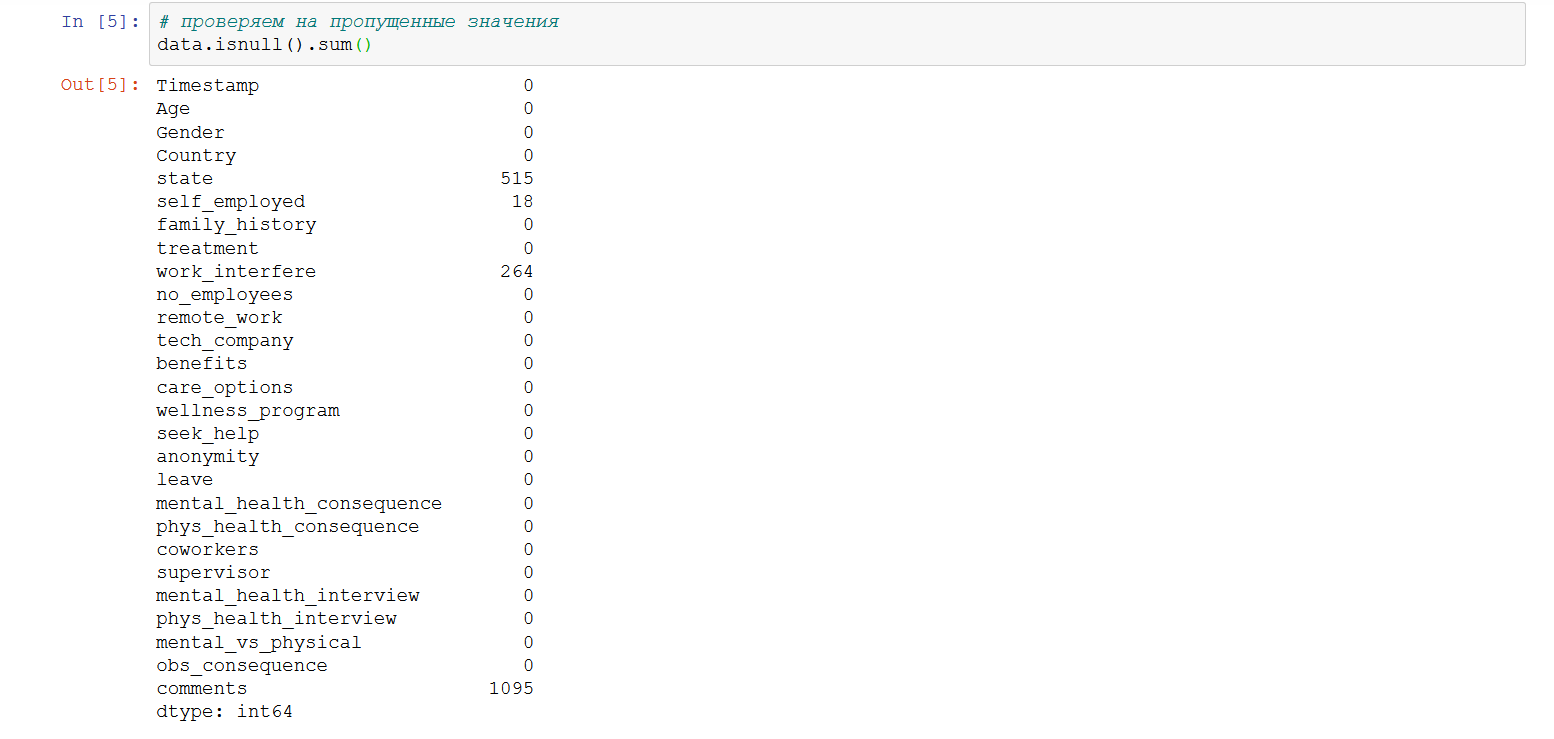 In [5]: # проверяем на пропущенные значения
data.isnull().sum()
Out[5]: Timestamp 0
Age 0
Gender 0
Country 0
state 515
self_employed 18
family_history 0
treatment 0
work_interfere 264
no_employees 0
remote_work 0
tech_company 0
benefits 0
care_options 0
wellness_program 0
seek_help 0
anonymity 0
leave 0
mental_health_consequence 0
phys_health_consequence 0
coworkers 0
supervisor 0
mental_health_interview 0
phys_health_interview 0
mental_vs_physical 0
obs_consequence 0
comments 1095
dtype: int64